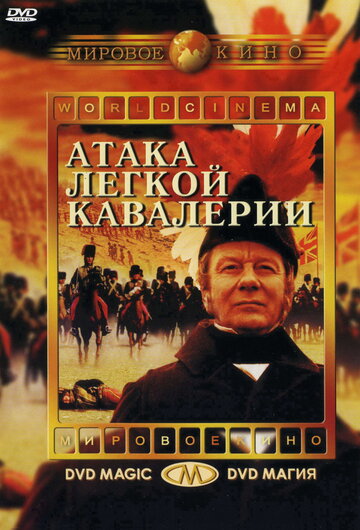 DVD
VIDEO
МИРОВОЕ КИНО
WORLDCINEMA
АТАКА
ЛЕГКОЙ
КАВАЛЕРИИ
МИРОВОЕКИНО
DVD MAGIC M DVD МАГИЯ